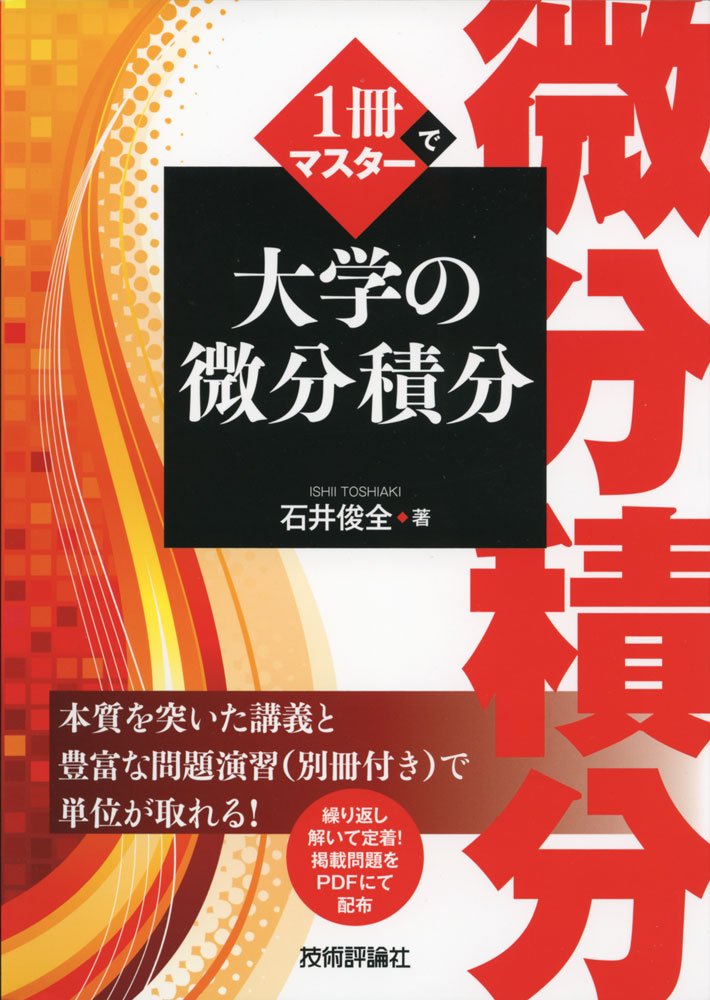 1冊で
マスター
大学の
微分積分
ISHII TOSHIAKI
石井俊全◆著
微分積分
本質を突いた講義と
豊富な問題演習(別冊付き)で
単位が取れる!
繰り返し
解いて定着!
掲載問題を
PDFにて
配布
技術評論社